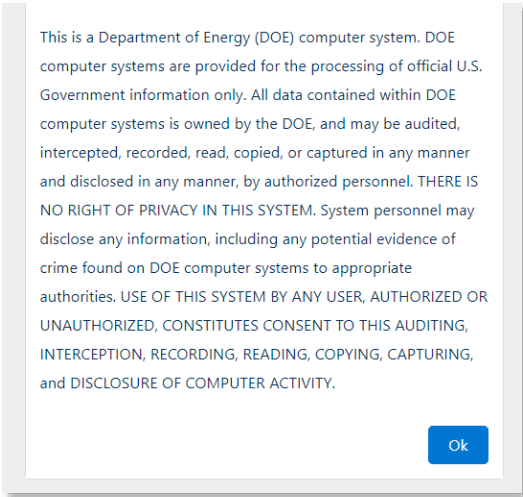 This is a Department of Energy (DOE) computer system. DOE
computer systems are provided for the processing of official U.S.
Government information only. All data contained within DOE
computer systems is owned by the DOE, and may be audited,
intercepted, recorded, read, copied, or captured in any manner
and disclosed in any manner, by authorized personnel. THERE IS
NO RIGHT OF PRIVACY IN THIS SYSTEM. System personnel may
disclose any information, including any potential evidence of
crime found on DOE computer systems to appropriate
authorities. USE OF THIS SYSTEM BY ANY USER, AUTHORIZED OR
UNAUTHORIZED, CONSTITUTES CONSENT TO THIS AUDITING,
INTERCEPTION, RECORDING, READING, COPYING, CAPTURING,
and DISCLOSURE OF COMPUTER ACTIVITY.
Ok